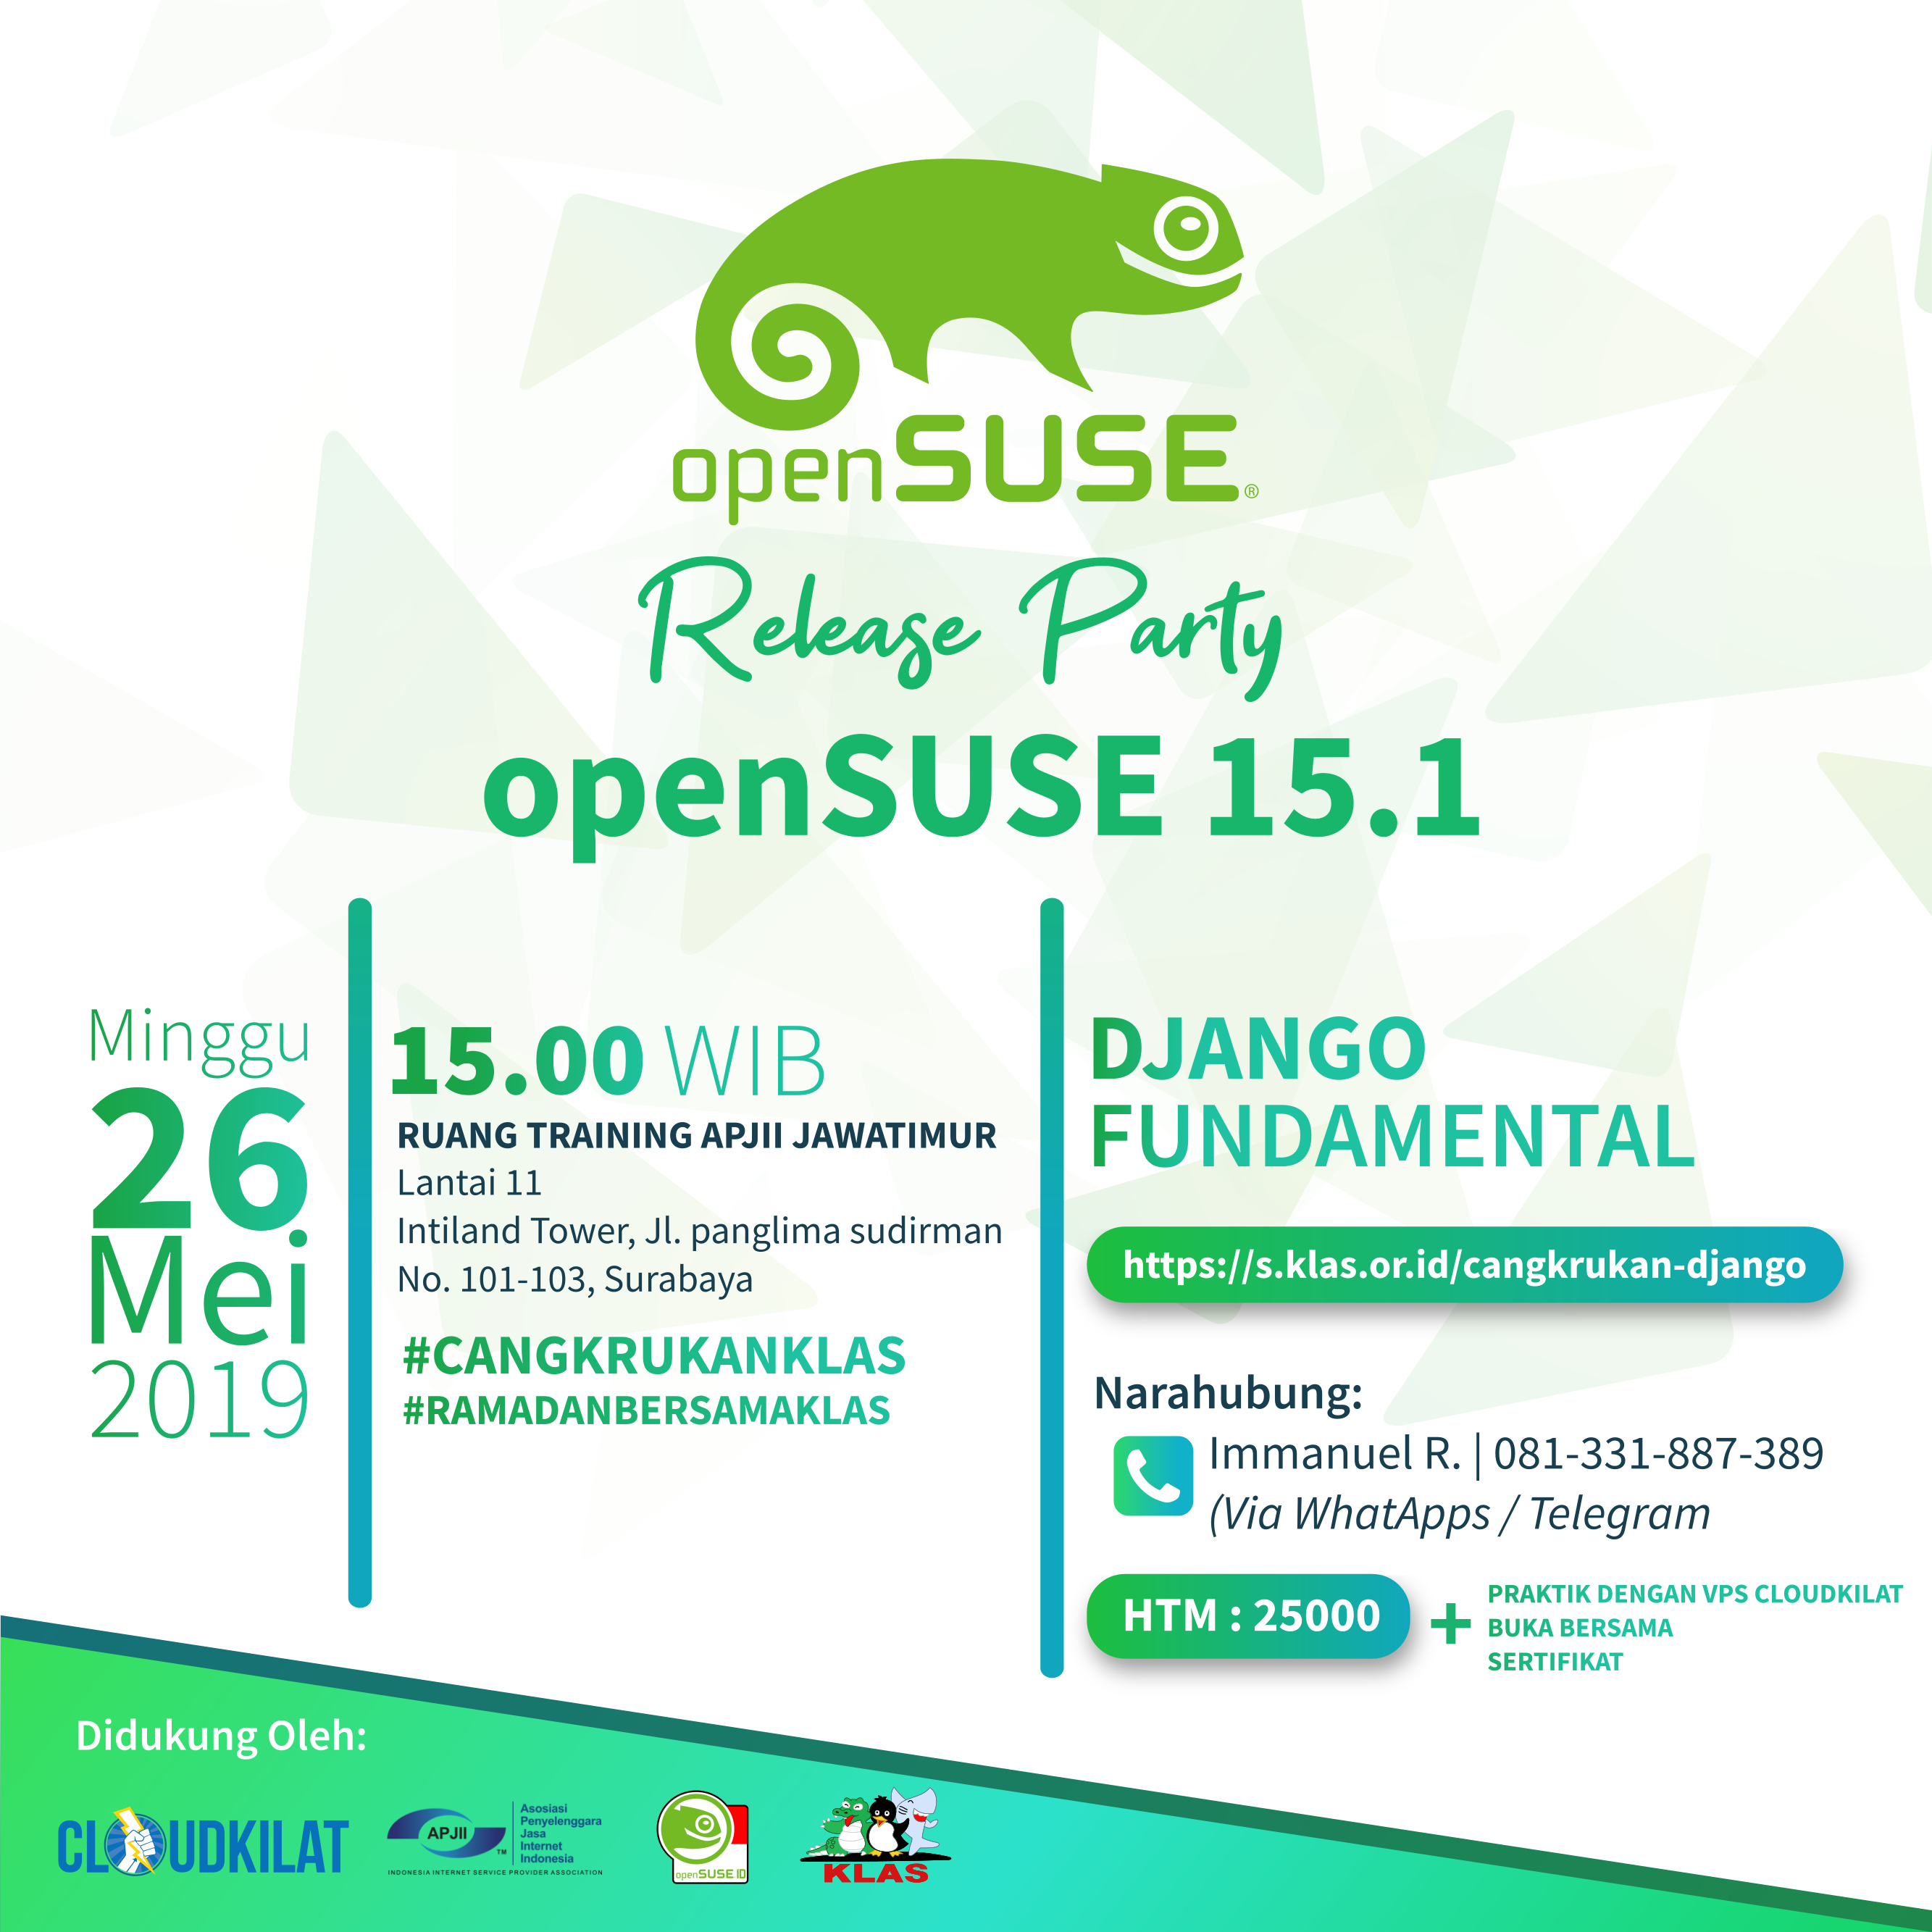 openSUSE®
Release Party
openSUSE 15.1
Minggu
26
Mei
2019
15.00 WIB
RUANG TRAINING APJII JAWATIMUR
Lantai 11
Intiland Tower, Jl. panglima sudirman
No. 101-103, Surabaya
#CANGKRUKANKLAS
#RAMADANBERSAMAKLAS
DJANGO
FUNDAMENTAL
https://s.klas.or.id/cangkrukan-django
Narahubung:
Immanuel R. | 081-331-887-389
(Via WhatApps / Telegram
HTM : 25000
+
PRAKTIK DENGAN VPS CLOUDKILAT
BUKA BERSAMA
SERTIFIKAT
Didukung Oleh:
CLOUDKILAT
APJII ™
Asosiasi
Penyelenggara
Jasa
Internet
Indonesia
INDONESIA INTERNET SERVICE PROVIDER ASSOCIATION
openSUSE ID
KLAS